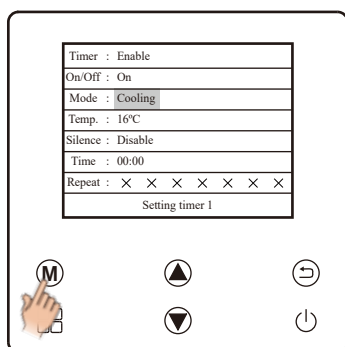 Timer : Enable
On/Off : On
Mode : Cooling
Temp. : 16ºC
Silence : Disable
Time : 00:00
Repeat : × × × × × × ×
Setting timer 1
M